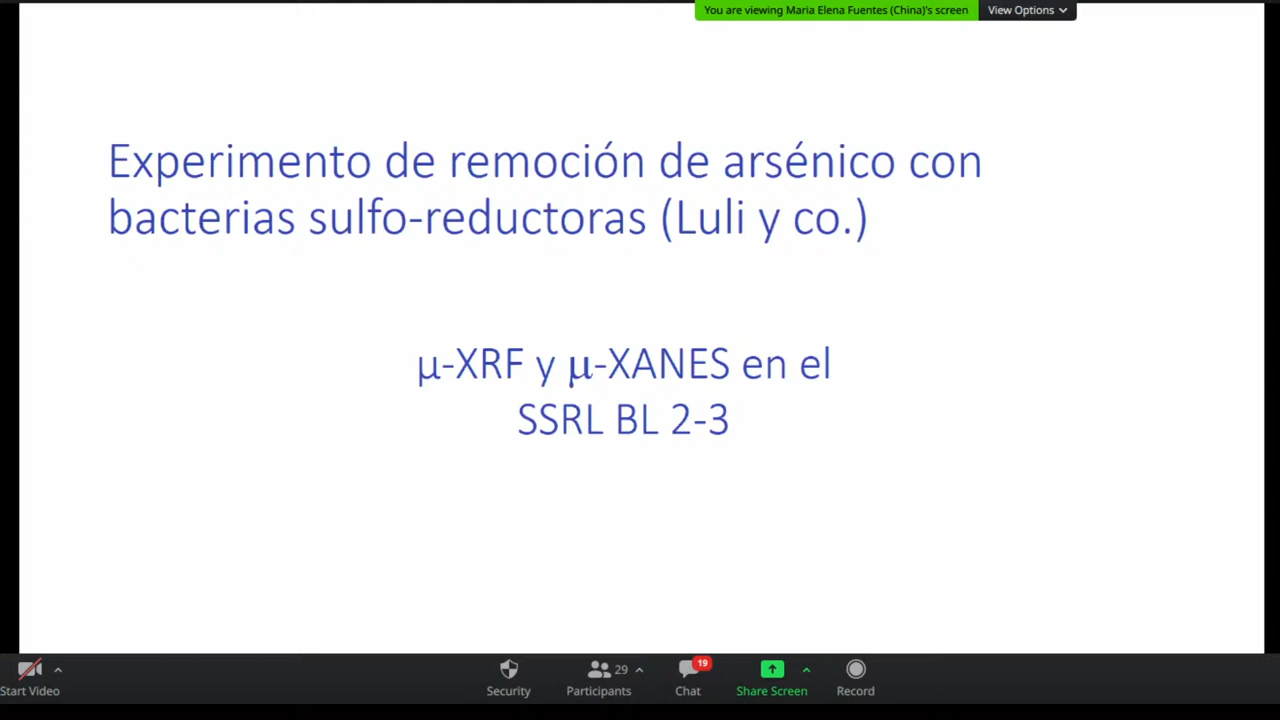 You are viewing Maria Elena Fuentes (China)'s screen
View Options
Experimento de remoción de arsénico con
bacterias sulfo-reductoras (Luli y co.)
µ-XRF y µ-XANES en el
SSRL BL 2-3
29
19
Start Video
Security
Participants
Chat
Share Screen
Record